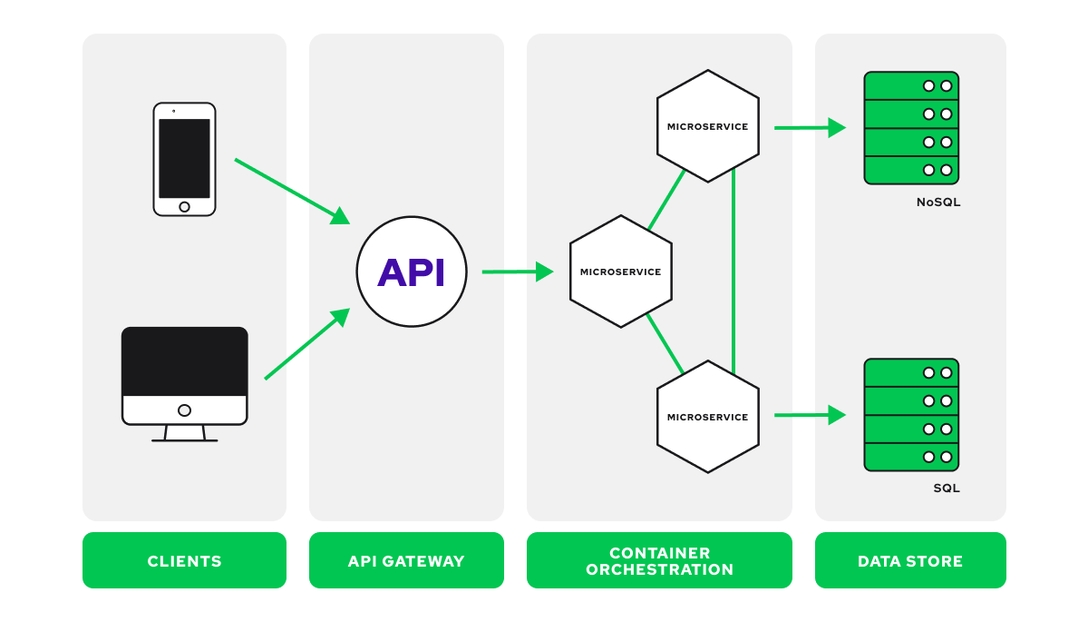 MICROSERVICE
NoSQL
API
MICROSERVICE
MICROSERVICE
SQL
CLIENTS
API GATEWAY
CONTAINER
ORCHESTRATION
DATA STORE